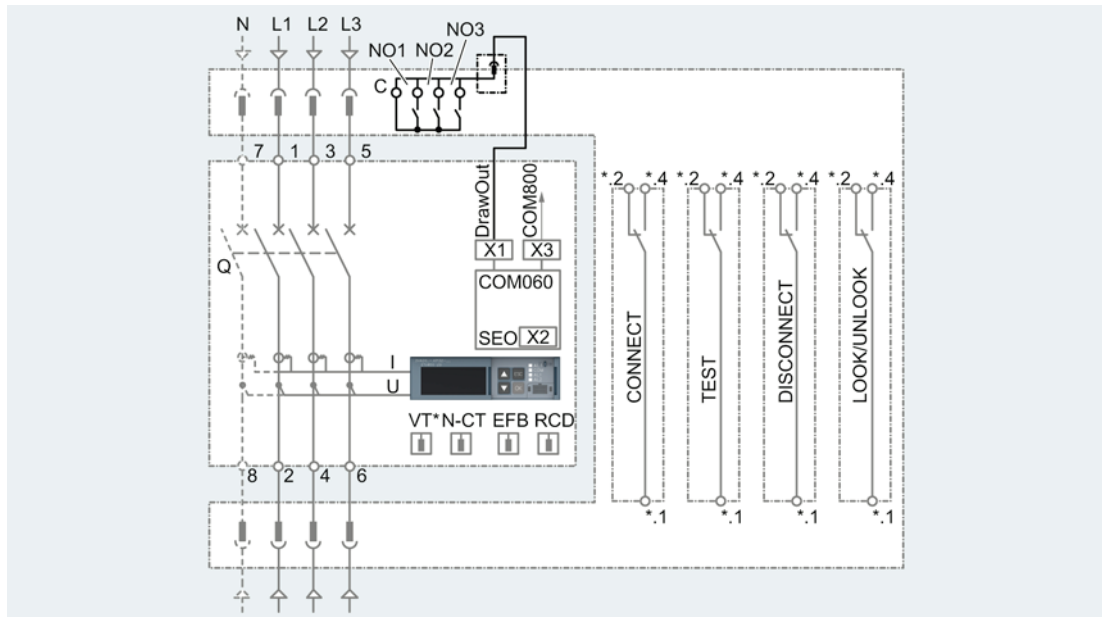 N L1 L2 L3
NO1 NO2 NO3
C
7 1 3 5
DrawOut
COM800
X1 X3
COM060
SEO X2
Q
I
U
VT* N-CT EFB RCD
8 2 4 6
*.2 *.4 *.2 *.4 *.2 *.4 *.2 *.4
CONNECT
TEST
DISCONNECT
LOOK/UNLOOK
*.1 *.1 *.1 *.1